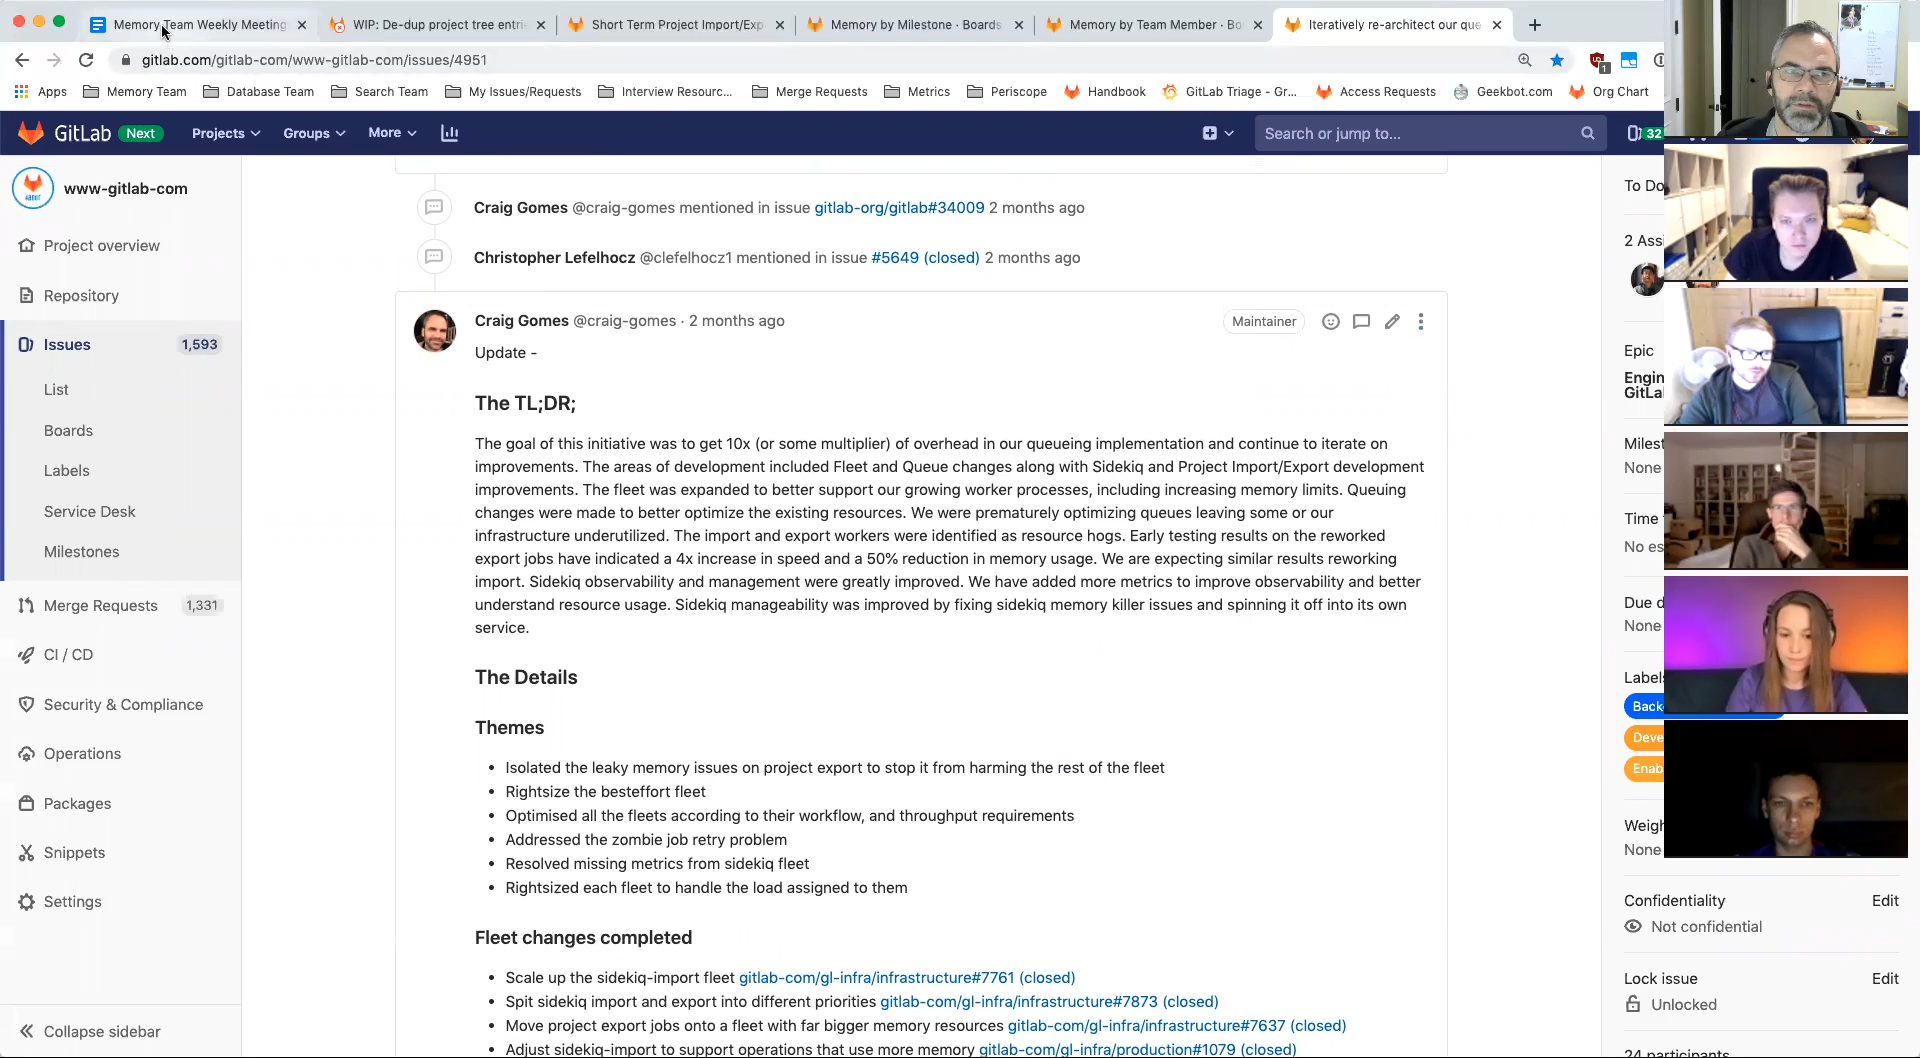 Memory Team Weekly Meeting
WIP: De-dup project tree entri
Short Term Project Import/Exp
Memory by Milestone · Boards
Memory by Team Member · Bo
Iteratively re-architect our que
gitlab.com/gitlab-com/www-gitlab-com/issues/4951
Apps
Memory Team
Database Team
Search Team
My Issues/Requests
Interview Resourc...
Merge Requests
Metrics
Periscope
Handbook
GitLab Triage - Gr...
Access Requests
Geekbot.com
Org Chart
GitLab
Next
Projects
Groups
More
Search or jump to...
32
www-gitlab-com
Project overview
Repository
Issues 1,593
List
Boards
Labels
Service Desk
Milestones
Merge Requests 1,331
CI / CD
Security & Compliance
Operations
Packages
Snippets
Settings
Collapse sidebar
Craig Gomes @craig-gomes mentioned in issue gitlab-org/gitlab#34009 2 months ago
Christopher Lefelhocz @clefelhocz1 mentioned in issue #5649 (closed) 2 months ago
Craig Gomes @craig-gomes · 2 months ago
Maintainer
Update -
The TL;DR;
The goal of this initiative was to get 10x (or some multiplier) of overhead in our queueing implementation and continue to iterate on
improvements. The areas of development included Fleet and Queue changes along with Sidekiq and Project Import/Export development
improvements. The fleet was expanded to better support our growing worker processes, including increasing memory limits. Queuing
changes were made to better optimize the existing resources. We were prematurely optimizing queues leaving some or our
infrastructure underutilized. The import and export workers were identified as resource hogs. Early testing results on the reworked
export jobs have indicated a 4x increase in speed and a 50% reduction in memory usage. We are expecting similar results reworking
import. Sidekiq observability and management were greatly improved. We have added more metrics to improve observability and better
understand resource usage. Sidekiq manageability was improved by fixing sidekiq memory killer issues and spinning it off into its own
service.
The Details
Themes
Isolated the leaky memory issues on project export to stop it from harming the rest of the fleet
Rightsize the besteffort fleet
Optimised all the fleets according to their workflow, and throughput requirements
Addressed the zombie job retry problem
Resolved missing metrics from sidekiq fleet
Rightsized each fleet to handle the load assigned to them
Fleet changes completed
Scale up the sidekiq-import fleet gitlab-com/gl-infra/infrastructure#7761 (closed)
Spit sidekiq import and export into different priorities gitlab-com/gl-infra/infrastructure#7873 (closed)
Move project export jobs onto a fleet with far bigger memory resources gitlab-com/gl-infra/infrastructure#7637 (closed)
Adjust sidekiq-import to support operations that use more memory gitlab-com/gl-infra/production#1079 (closed)
To Do
2 Assi
Epic
Engin
GitLa
Milest
None
Time
No es
Due d
None
Labels
Back
Deve
Enab
Weigh
None
Confidentiality Edit
Not confidential
Lock issue Edit
Unlocked
24 participants